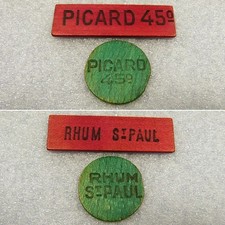 PICARD 45º
PICARD
45º
RHUM ST PAUL
RHUM
ST PAUL